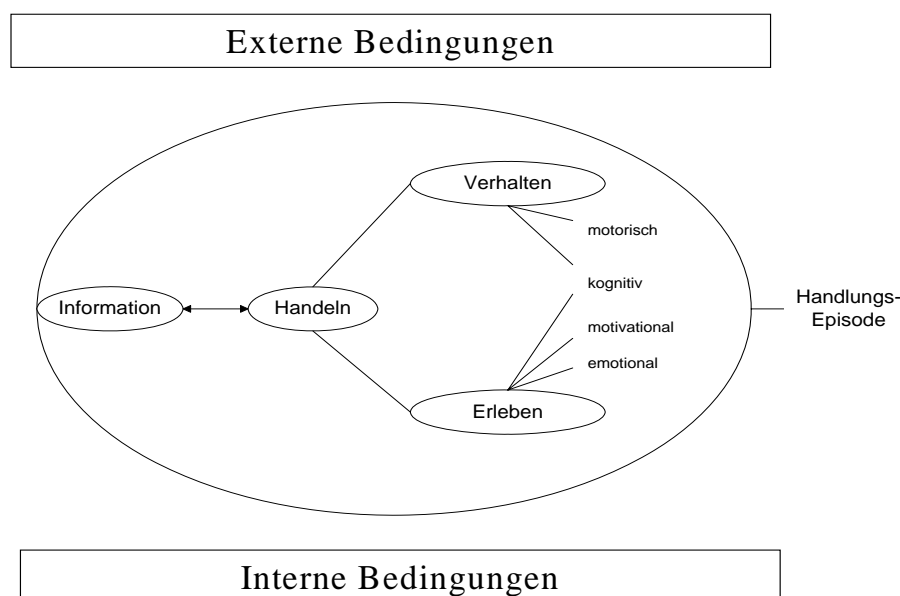 Externe Bedingungen
Verhalten
motorisch
kognitiv
Information
Handeln
motivational
emotional
Erleben
Handlungs-
Episode
Interne Bedingungen